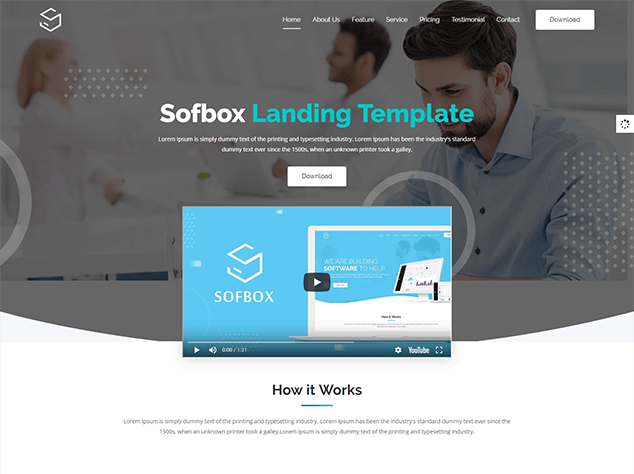 Home About Us Feature Service Pricing Testimonial Contact Download
Sofbox Landing Template
Lorem Ipsum is simply dummy text of the printing and typesetting industry. Lorem Ipsum has been the industry's standard
dummy text ever since the 1500s, when an unknown printer took a galley.
Download
SOFBOX
WE ARE BUILDING
SOFTWARE TO HELP
How it Works
0:00 / 1:31
YouTube
How it Works
Lorem Ipsum is simply dummy text of the printing and typesetting industry. Lorem Ipsum has been the industry's standard dummy text ever since the
1500s, when an unknown printer took a galley.Lorem Ipsum is simply dummy text of the printing and typesetting industry.